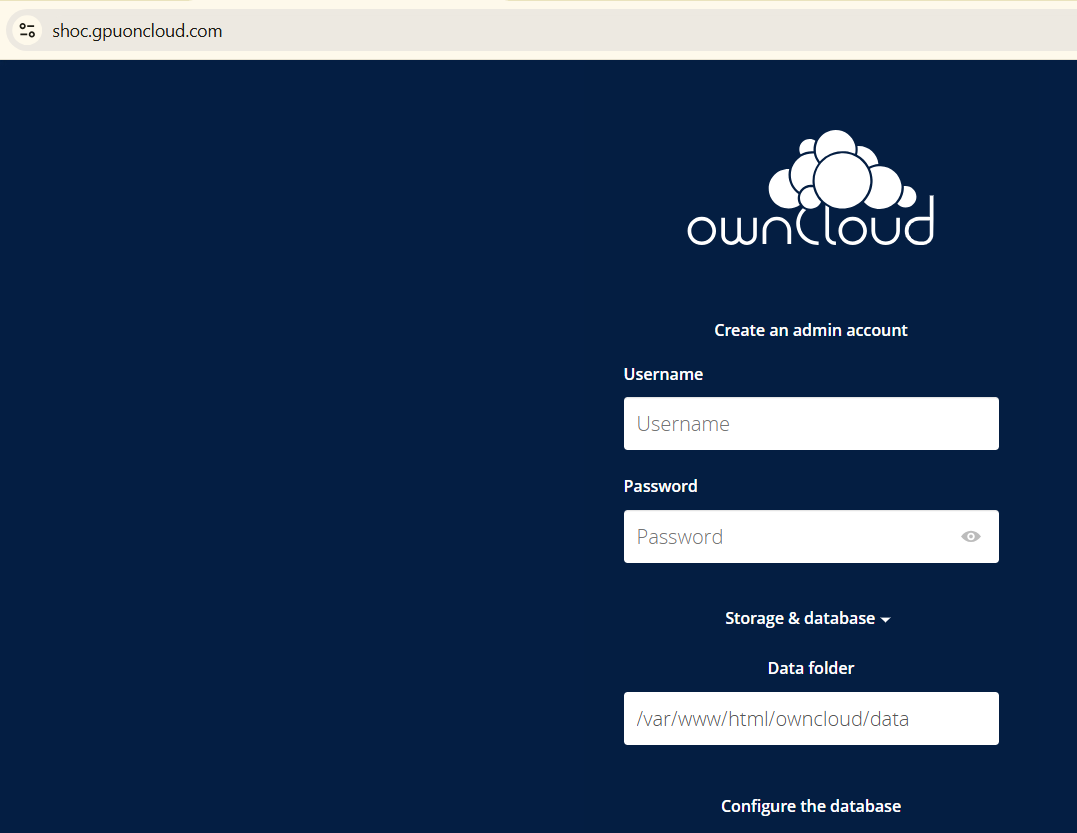 shoc.gpuoncloud.com
ownCloud
Create an admin account
Username
Username
Password
Password
Storage & database
Data folder
/var/www/html/owncloud/data
Configure the database